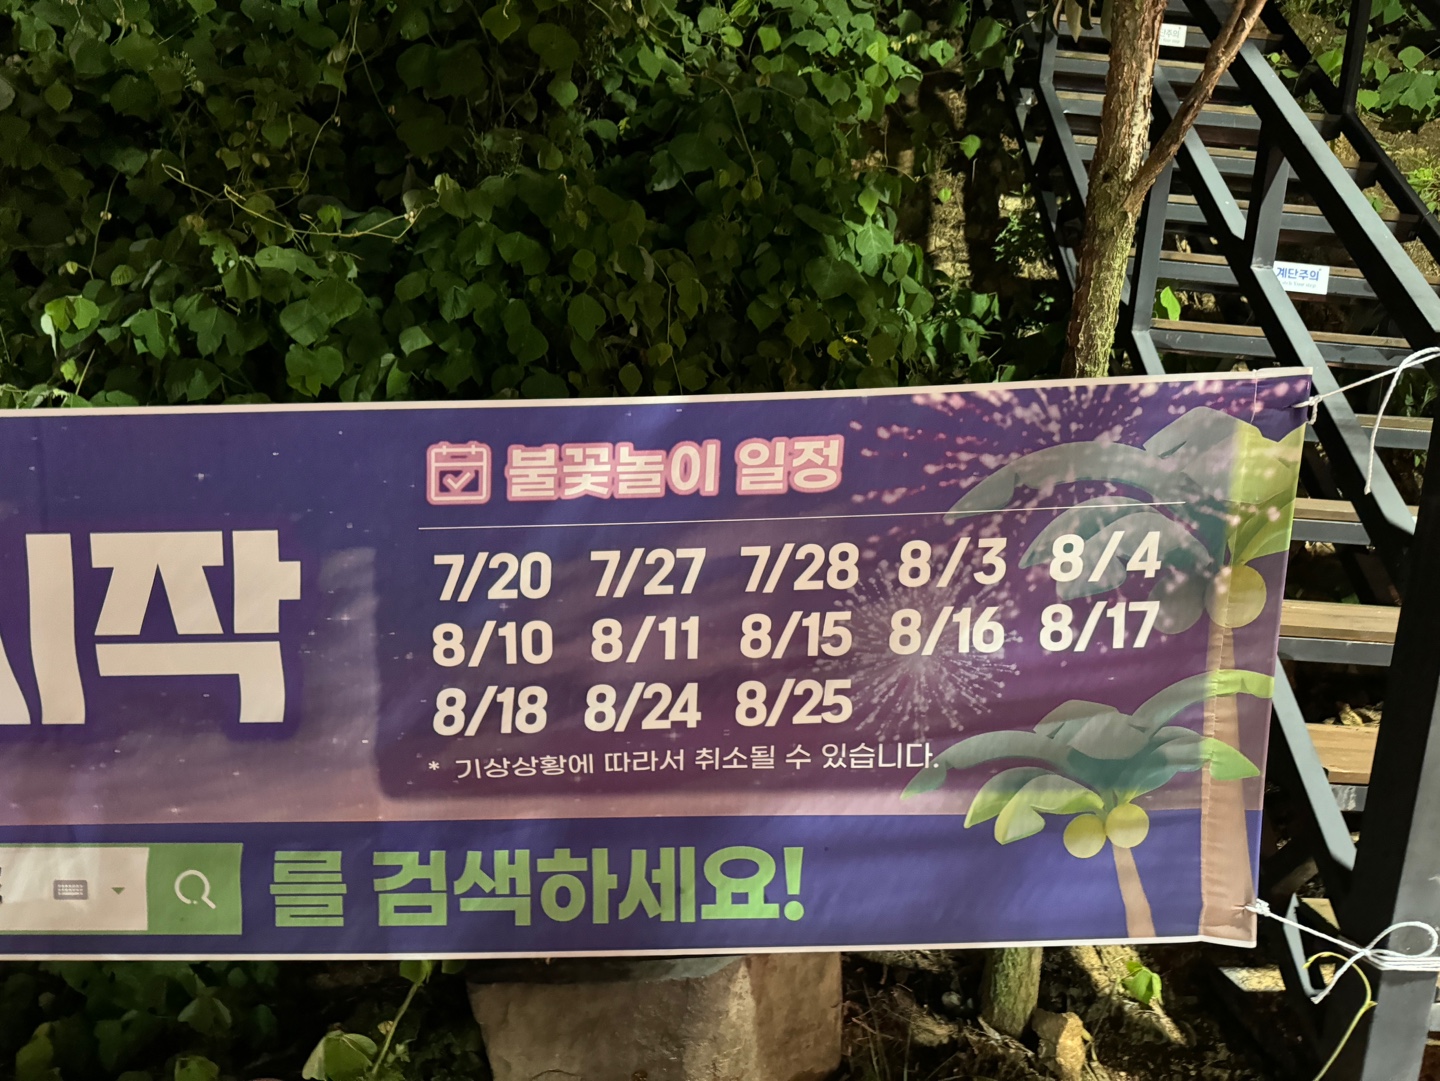 계단주의
불꽃놀이 일정
작
7/20 7/27 7/28 8/3 8/4
8/10 8/11 8/15 8/16 8/17
8/18 8/24 8/25
* 기상상황에 따라서 취소될 수 있습니다.
를 검색하세요!